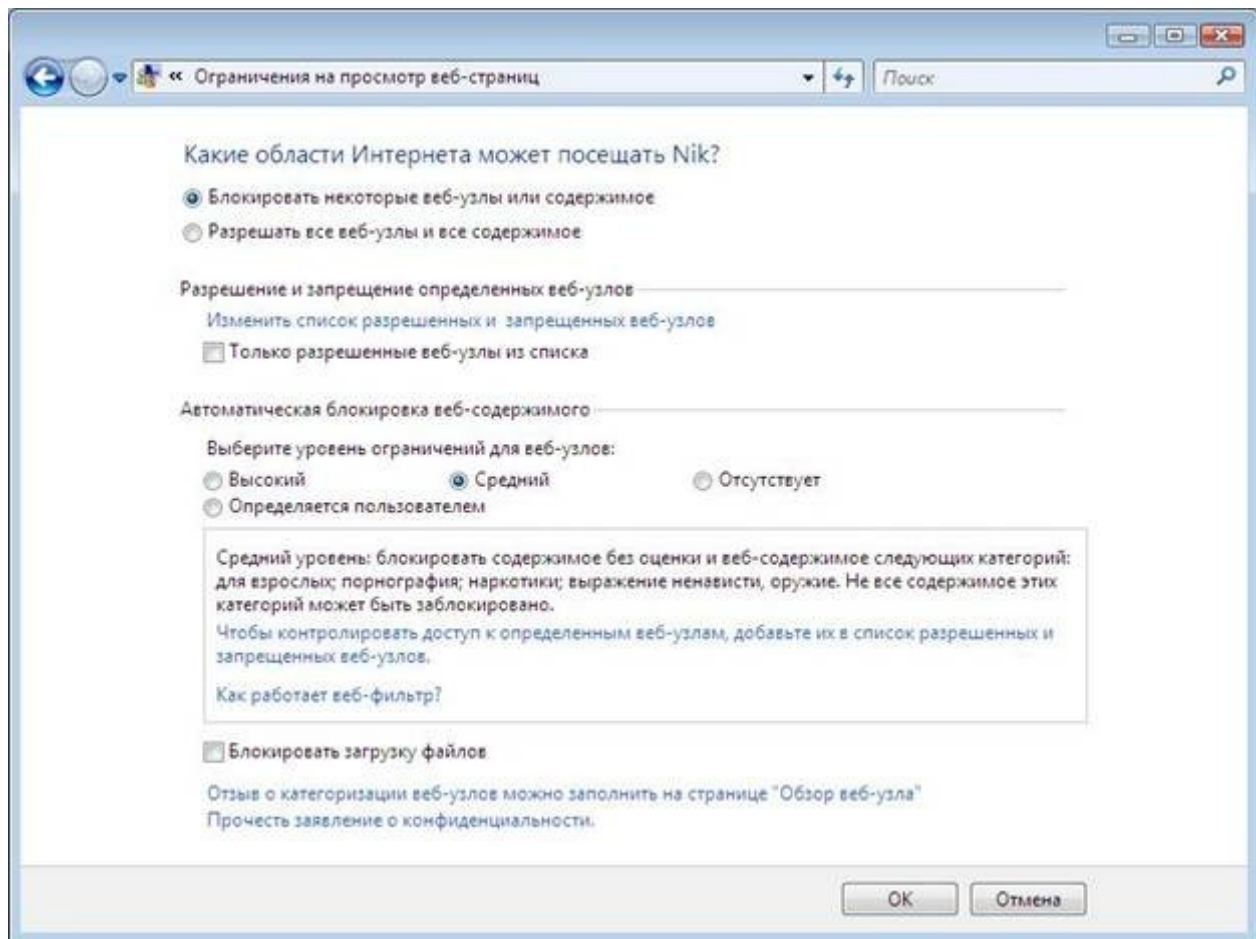 « Ограничения на просмотр веб-страниц
Поиск
Какие области Интернета может посещать Nik?
Блокировать некоторые веб-узлы или содержимое
Разрешать все веб-узлы и все содержимое
Разрешение и запрещение определенных веб-узлов
Изменить список разрешенных и запрещенных веб-узлов
Только разрешенные веб-узлы из списка
Автоматическая блокировка веб-содержимого
Выберите уровень ограничений для веб-узлов:
Высокий Средний Отсутствует
Определяется пользователем
Средний уровень: блокировать содержимое без оценки и веб-содержимое следующих категорий:
для взрослых; порнография; наркотики; выражение ненависти, оружие. Не все содержимое этих
категорий может быть заблокировано.
Чтобы контролировать доступ к определенным веб-узлам, добавьте их в список разрешенных и
запрещенных веб-узлов.
Как работает веб-фильтр?
Блокировать загрузку файлов
Отзыв о категоризации веб-узлов можно заполнить на странице "Обзор веб-узла"
Прочесть заявление о конфиденциальности.
OK Отмена